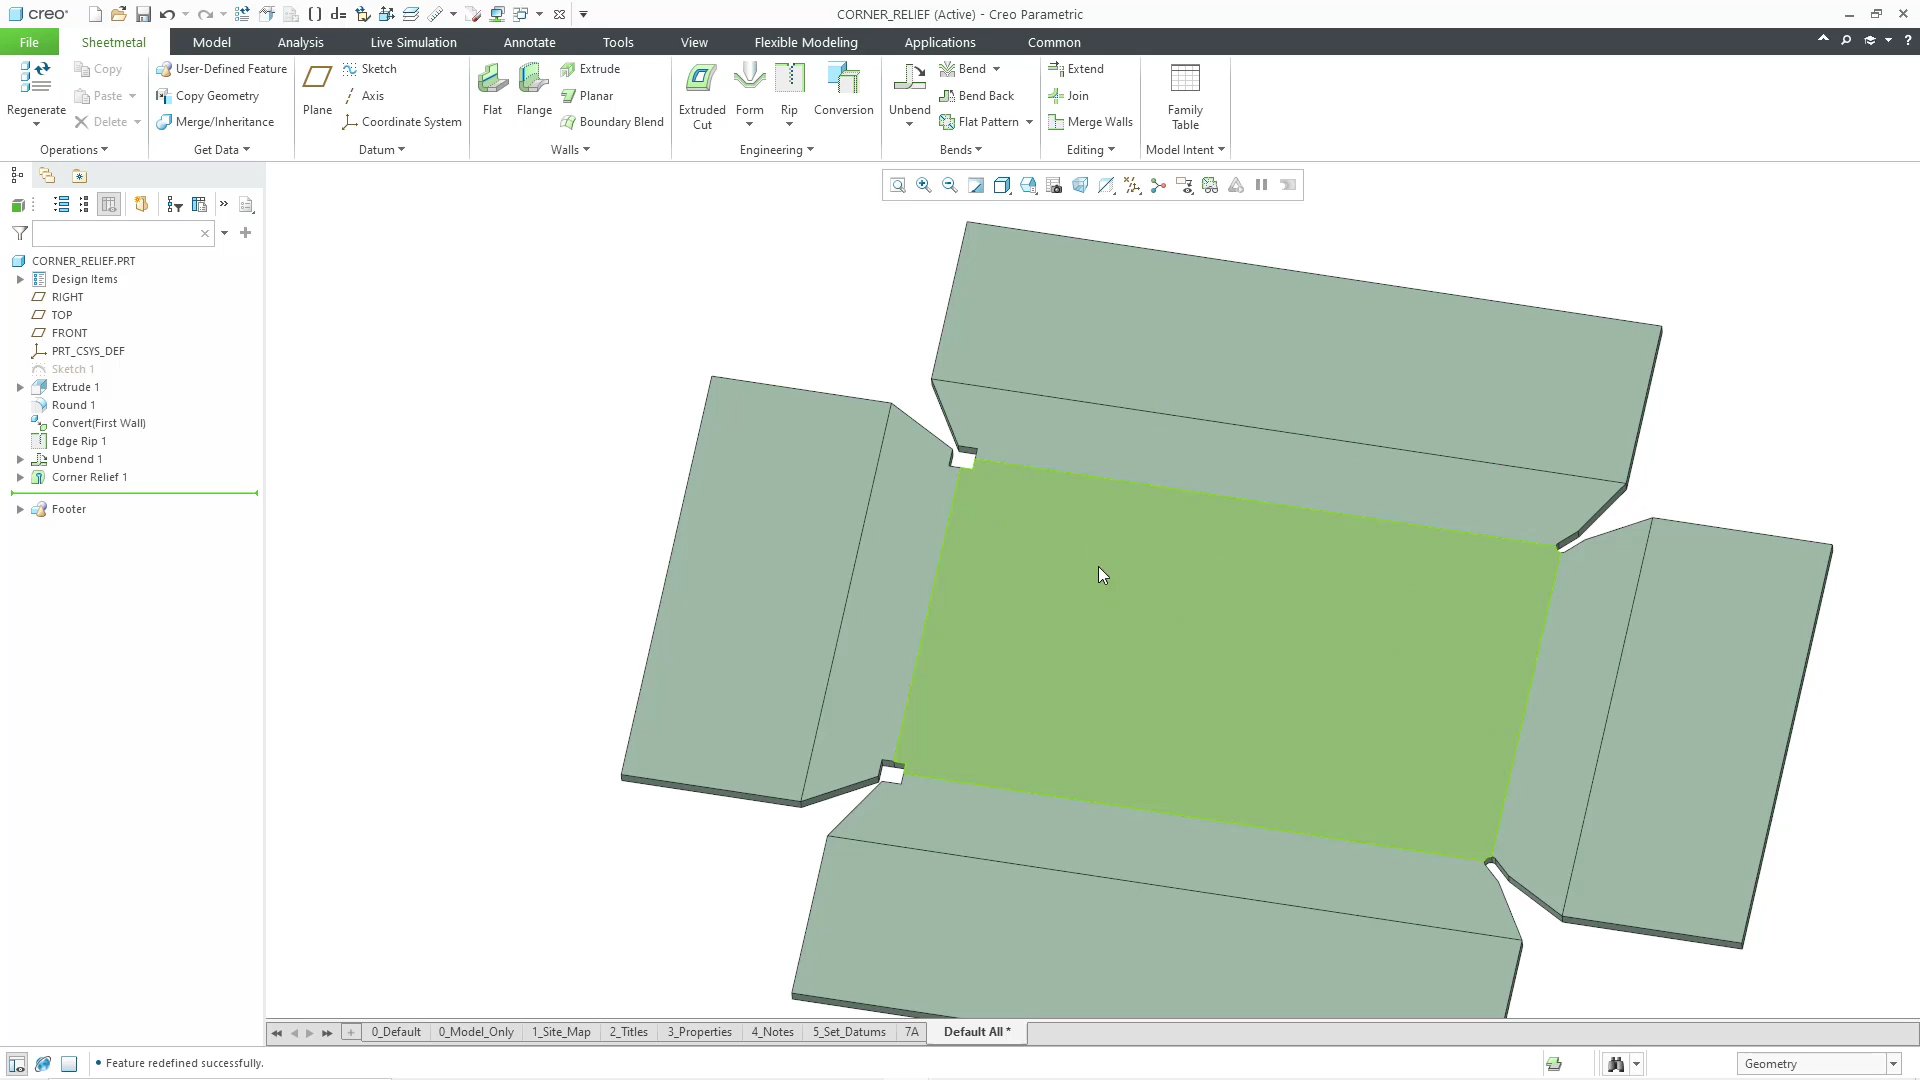 creo
CORNER_RELIEF (Active) - Creo Parametric
File Sheetmetal Model Analysis Live Simulation Annotate Tools View Flexible Modeling Applications Common
Regenerate
Copy
Paste
Delete
Operations
User-Defined Feature
Copy Geometry
Merge/Inheritance
Get Data
Plane
Sketch
Axis
Coordinate System
Datum
Flat
Flange
Extrude
Planar
Boundary Blend
Walls
Extruded
Cut
Form
Rip
Conversion
Engineering
Unbend
Bend
Bend Back
Flat Pattern
Bends
Extend
Join
Merge Walls
Editing
Family
Table
Model Intent
CORNER_RELIEF.PRT
Design Items
RIGHT
TOP
FRONT
PRT_CSYS_DEF
Sketch 1
Extrude 1
Round 1
Convert(First Wall)
Edge Rip 1
Unbend 1
Corner Relief 1
Footer
0_Default 0_Model_Only 1_Site_Map 2_Titles 3_Properties 4_Notes 5_Set_Datums 7A Default All *
• Feature redefined successfully.
Geometry